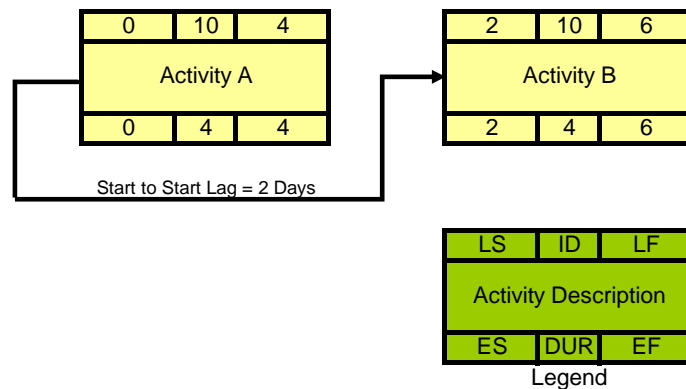 0 10 4
Activity A
0 4 4
2 10 6
Activity B
2 4 6
Start to Start Lag = 2 Days
LS ID LF
Activity Description
ES DUR EF
Legend